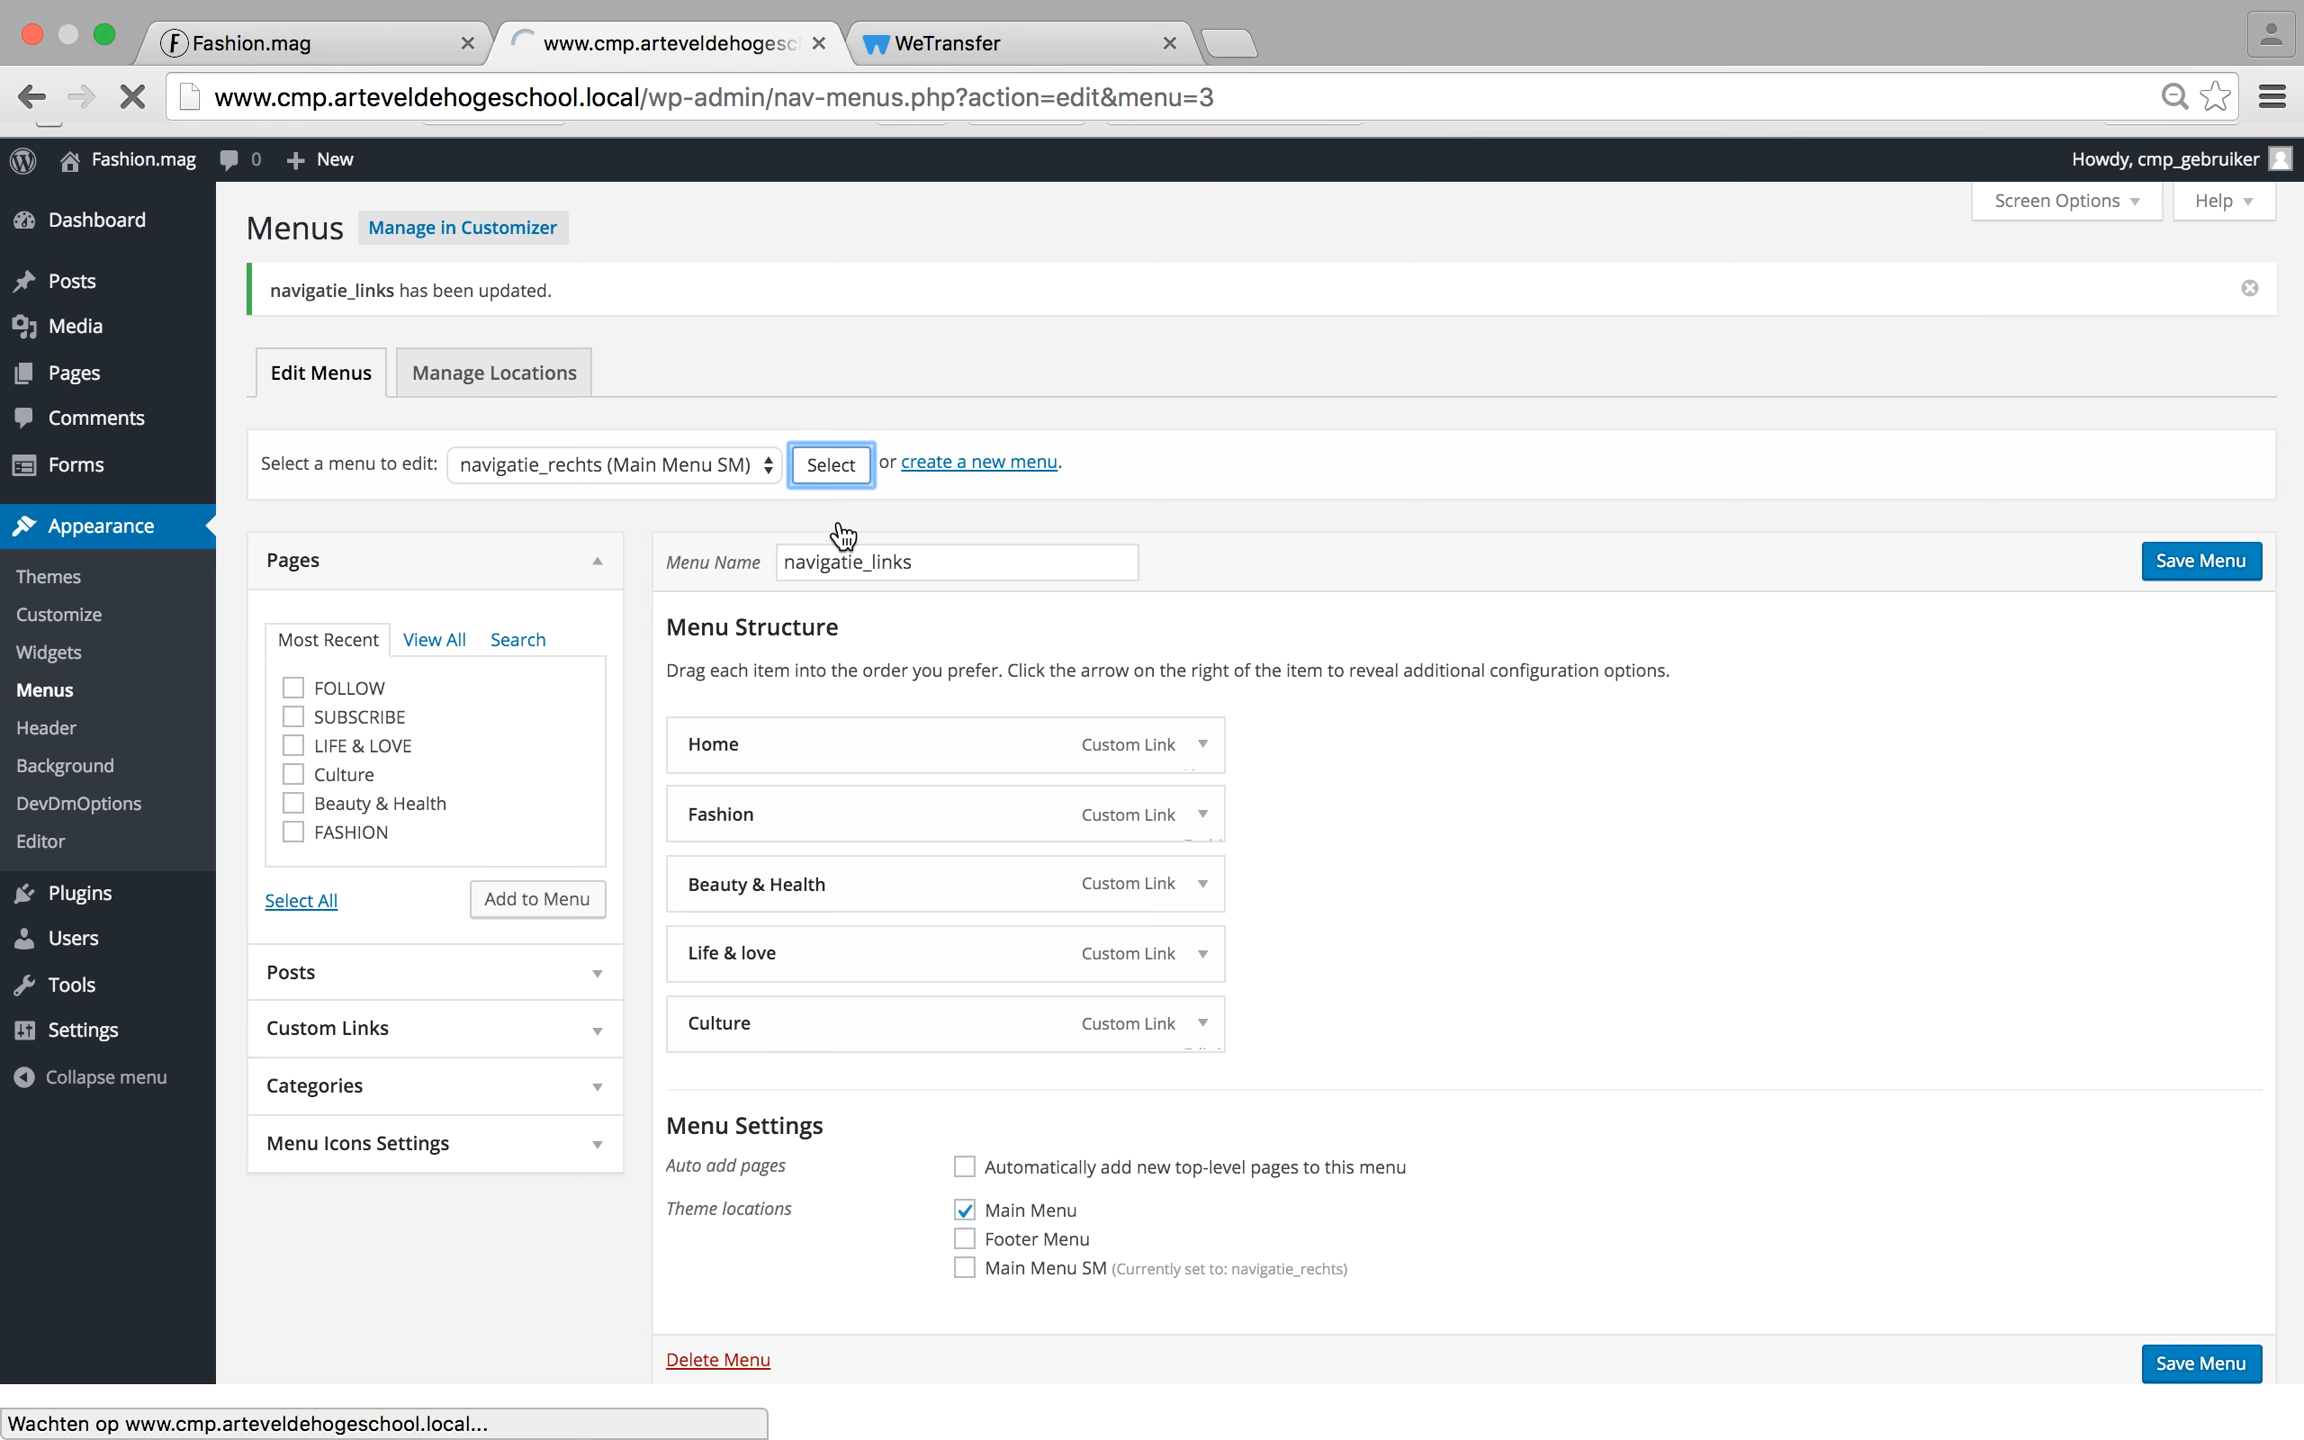 Fashion.mag
www.cmp.arteveldehogesc
WeTransfer
www.cmp.arteveldehogeschool.local/wp-admin/nav-menus.php?action=edit&menu=3
Fashion.mag 0 + New Howdy, cmp_gebruiker
Screen Options Help
Dashboard
Posts
Media
Pages
Comments
Forms
Appearance
Themes
Customize
Widgets
Menus
Header
Background
DevDmOptions
Editor
Plugins
Users
Tools
Settings
Collapse menu
Menus Manage in Customizer
navigatie_links has been updated.
Edit Menus Manage Locations
Select a menu to edit: navigatie_rechts (Main Menu SM) Select or create a new menu.
Pages
Most Recent View All Search
FOLLOW
SUBSCRIBE
LIFE & LOVE
Culture
Beauty & Health
FASHION
Select All Add to Menu
Posts
Custom Links
Categories
Menu Icons Settings
Menu Name navigatie_links Save Menu
Menu Structure
Drag each item into the order you prefer. Click the arrow on the right of the item to reveal additional configuration options.
Home Custom Link
Fashion Custom Link
Beauty & Health Custom Link
Life & love Custom Link
Culture Custom Link
Menu Settings
Auto add pages Automatically add new top-level pages to this menu
Theme locations Main Menu
Footer Menu
Main Menu SM (Currently set to: navigatie_rechts)
Delete Menu Save Menu
Wachten op www.cmp.arteveldehogeschool.local...